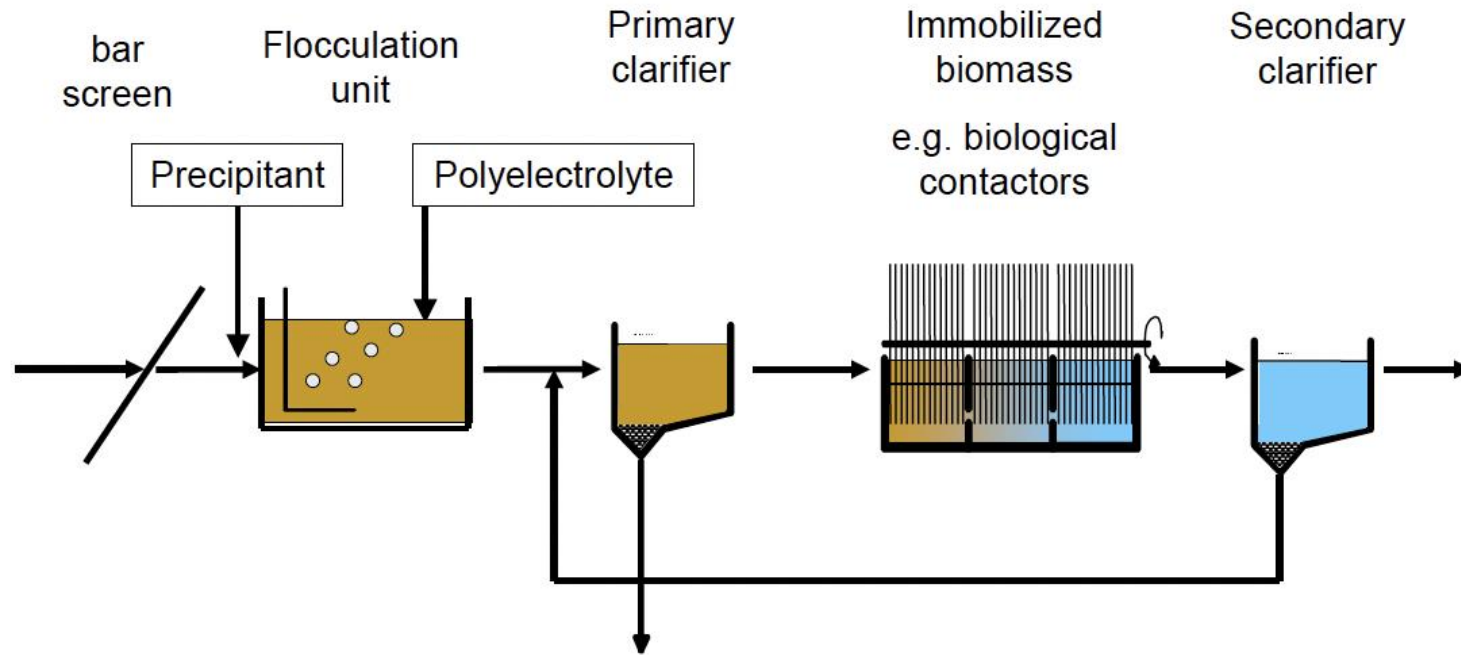 bar
screen
Flocculation
unit
Primary
clarifier
Immobilized
biomass
e.g. biological
contactors
Secondary
clarifier
Precipitant
Polyelectrolyte